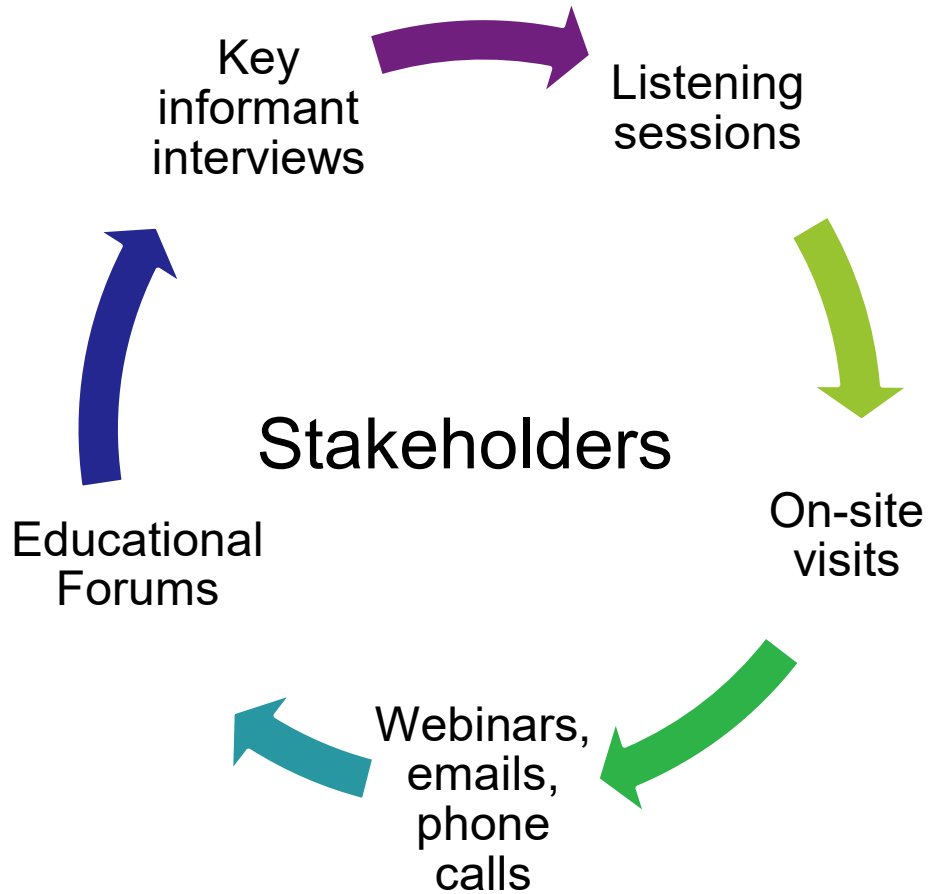 Key
informant
interviews
Listening
sessions
Stakeholders
On-site
visits
Educational
Forums
Webinars,
emails,
phone
calls